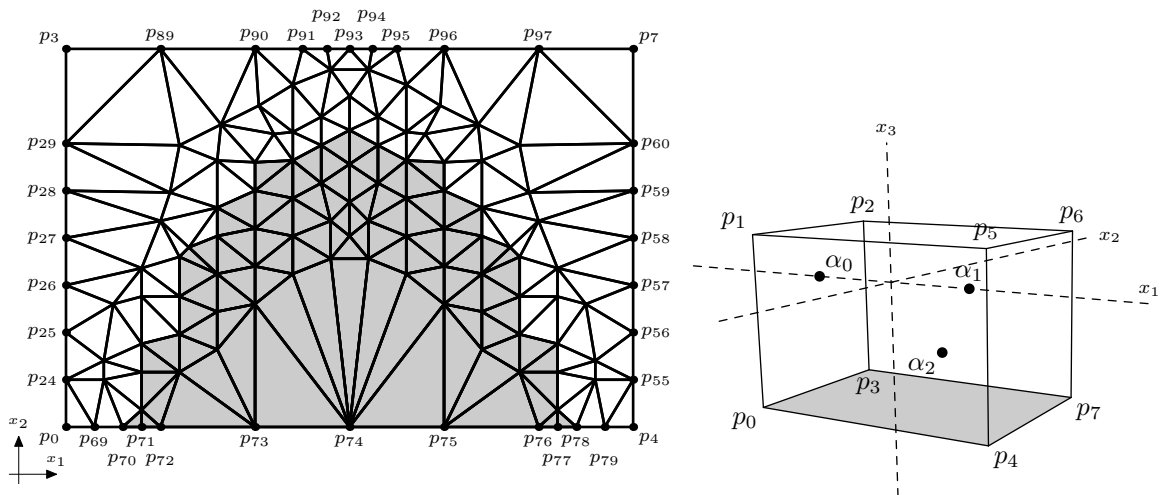 p₉₂ p₉₄
p₃ p₈₉ p₉₀ p₉₁ p₉₃ p₉₅ p₉₆ p₉₇ p₇
p₂₉ p₆₀
p₂₈ p₅₉
p₂₇ p₅₈
p₂₆ p₅₇
p₂₅ p₅₆
p₂₄ p₅₅
x₂
p₀ p₆₉ p₇₁ p₇₃ p₇₄ p₇₅ p₇₆ p₇₈ p₄
x₁ p₇₀ p₇₂ p₇₇ p₇₉
x₃
p₂
p₁ p₅ p₆
x₂
α₀ α₁
x₁
α₂
p₃
p₀ p₇
p₄